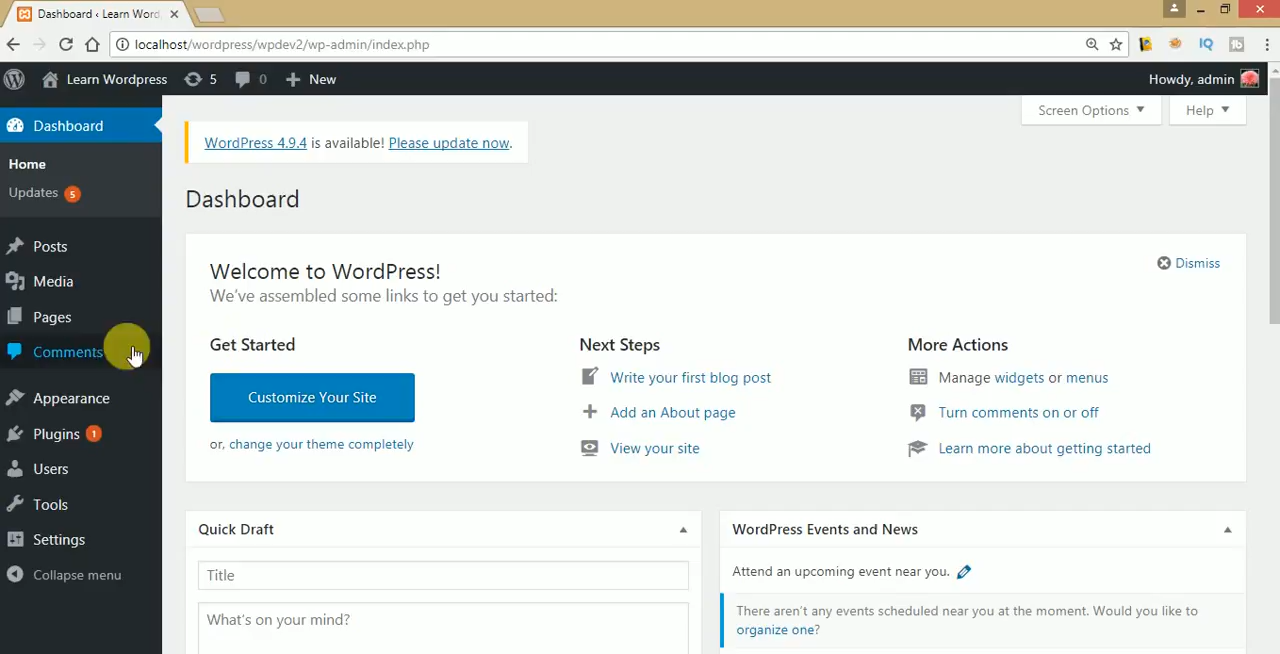 Dashboard ‹ Learn Word
localhost/wordpress/wpdev2/wp-admin/index.php
Learn Wordpress 5 0 New Howdy, admin
Dashboard
Home
Updates 5
Posts
Media
Pages
Comments
Appearance
Plugins 1
Users
Tools
Settings
Collapse menu
Screen Options Help
WordPress 4.9.4 is available! Please update now.
Dashboard
Welcome to WordPress!
We've assembled some links to get you started:
Dismiss
Get Started
Customize Your Site
or, change your theme completely
Next Steps
Write your first blog post
Add an About page
View your site
More Actions
Manage widgets or menus
Turn comments on or off
Learn more about getting started
Quick Draft
Title
What's on your mind?
WordPress Events and News
Attend an upcoming event near you.
There aren't any events scheduled near you at the moment. Would you like to
organize one?